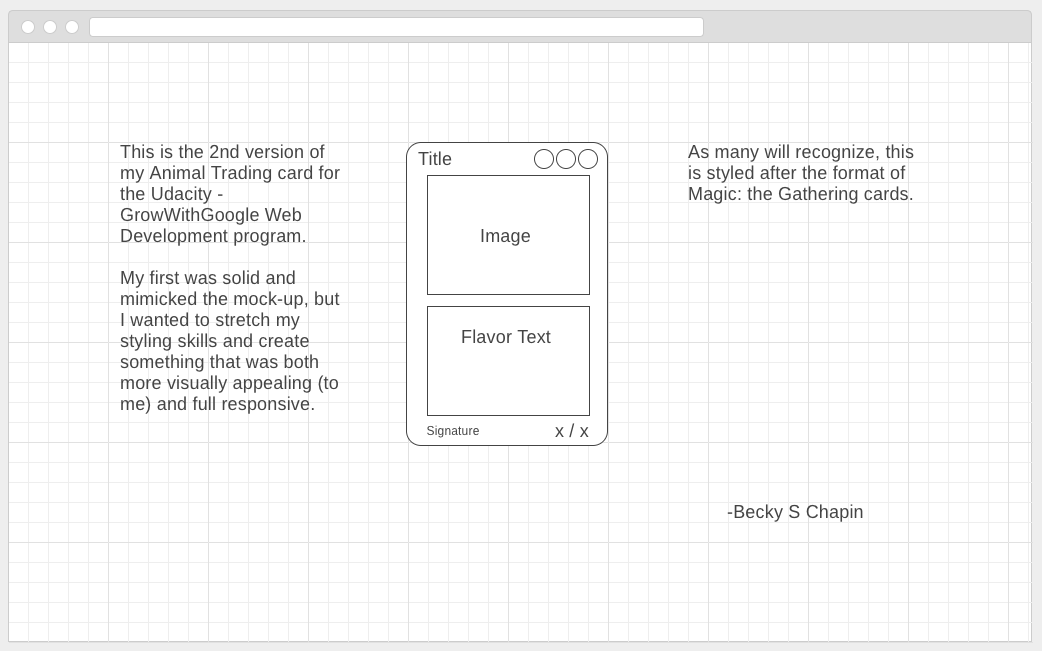 This is the 2nd version of
my Animal Trading card for
the Udacity -
GrowWithGoogle Web
Development program.
My first was solid and
mimicked the mock-up, but
I wanted to stretch my
styling skills and create
something that was both
more visually appealing (to
me) and full responsive.
Title
Image
Flavor Text
Signature
x / x
As many will recognize, this
is styled after the format of
Magic: the Gathering cards.
-Becky S Chapin